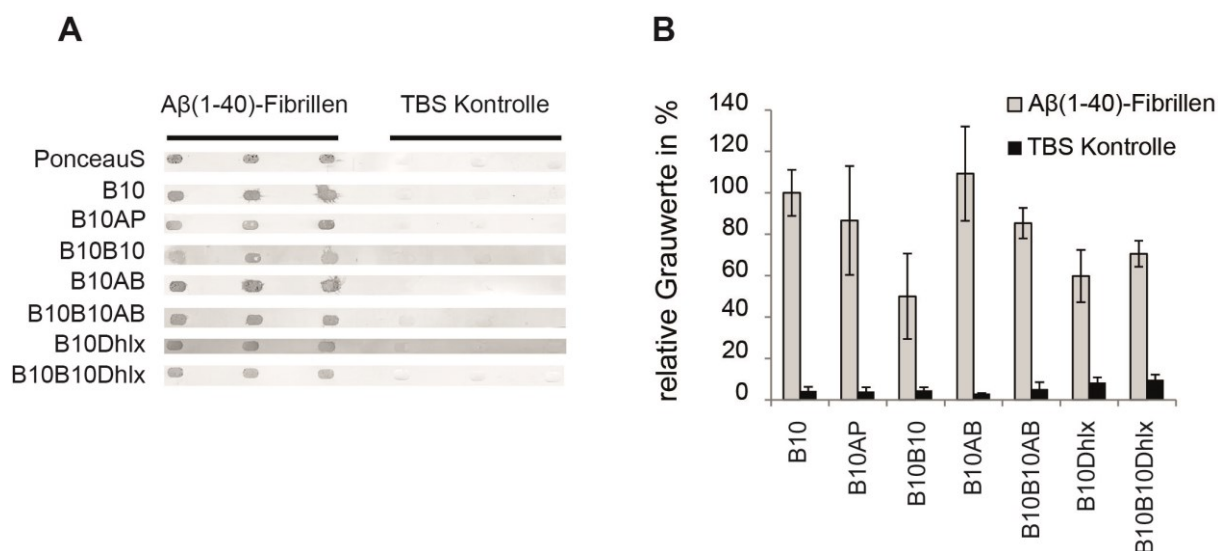 A
Aβ(1-40)-Fibrillen TBS Kontrolle
PonceauS
B10
B10AP
B10B10
B10AB
B10B10AB
B10Dhlx
B10B10Dhlx
B
relative Grauwerte in %
140
120
100
80
60
40
20
0
Aβ(1-40)-Fibrillen
TBS Kontrolle
B10
B10AP
B10B10
B10AB
B10B10AB
B10Dhlx
B10B10Dhlx